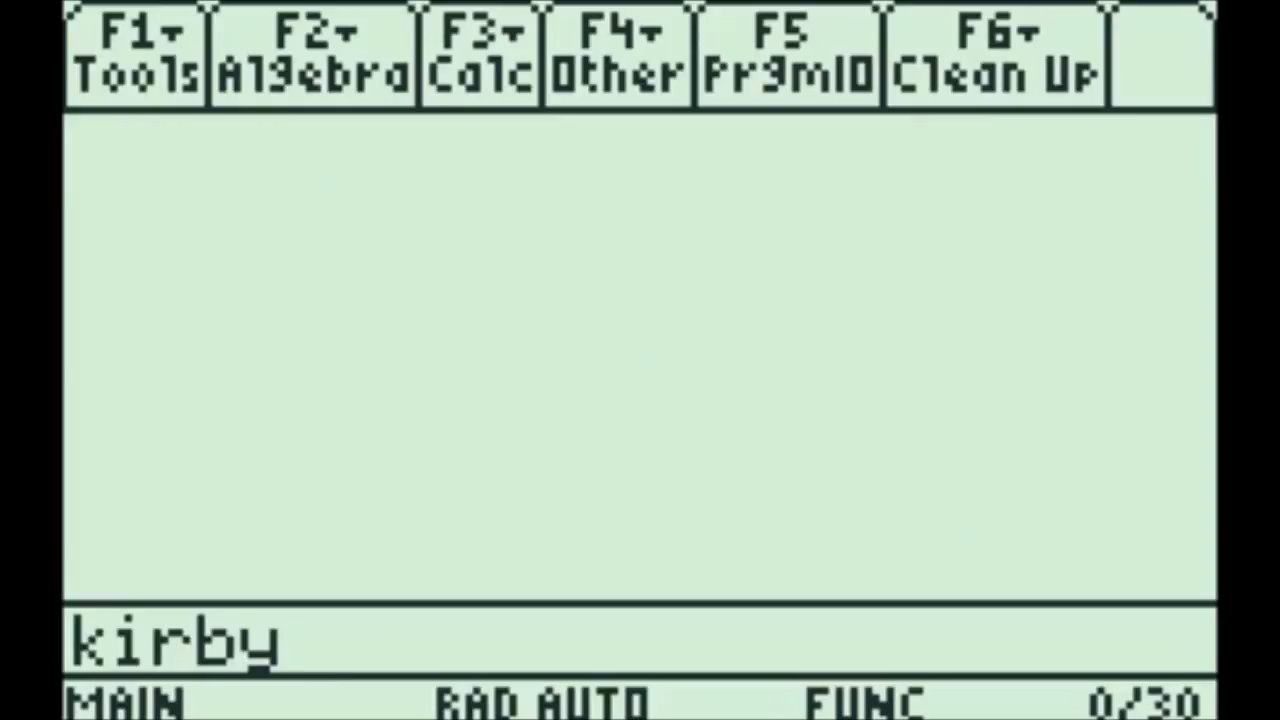 F1 F2 F3 F4 F5 F6
Tools Algebra Calc Other PrgmIO Clean Up
kirby
MAIN RAD AUTO FUNC 0/30